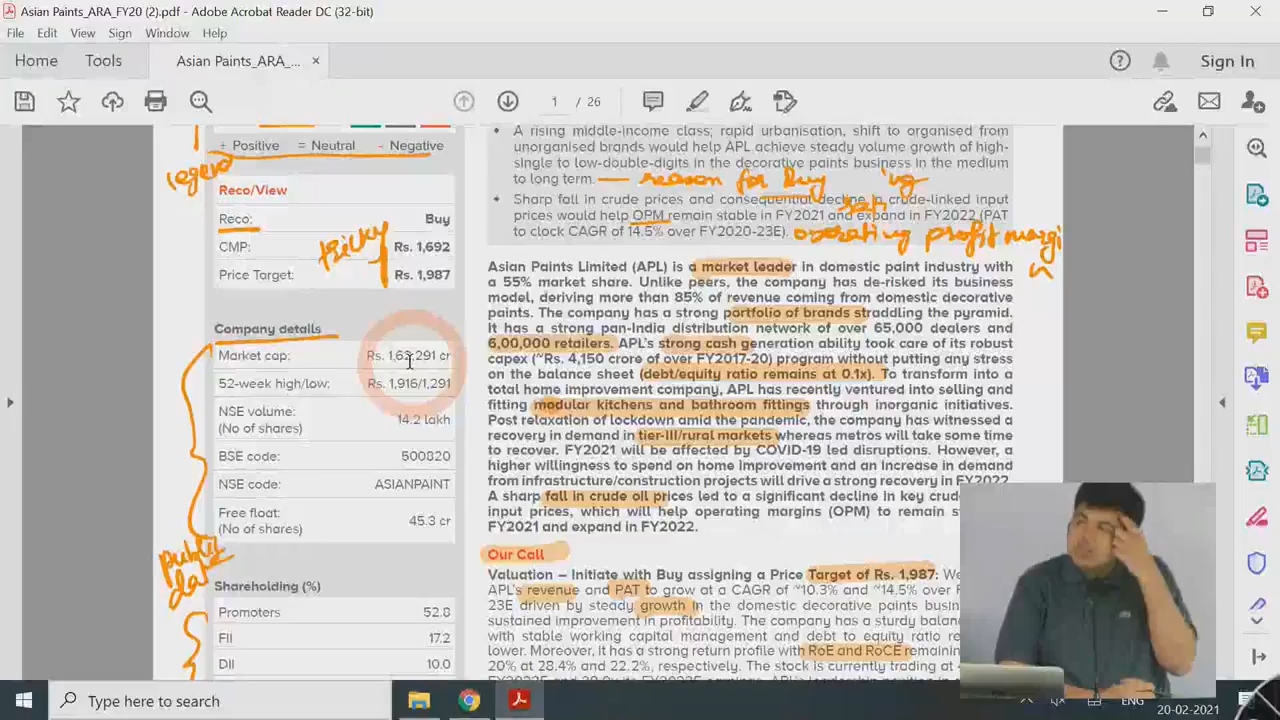 Asian Paints_ARA_FY20 (2).pdf - Adobe Acrobat Reader DC (32-bit)
File Edit View Sign Window Help
Home Tools Asian Paints_ARA_... × Sign In
1 / 26
+ Positive = Neutral - Negative
legend
Reco/View
Reco: Buy
CMP: Rs. 1,692
Price Target: Rs. 1,987
tricky
Company details
Market cap: Rs. 1,62,291 cr
52-week high/low: Rs. 1,916/1,291
NSE volume: (No of shares) 14.2 lakh
BSE code: 500820
NSE code: ASIANPAINT
Free float: (No of shares) 45.3 cr
public data
Shareholding (%)
Promoters 52.8
FII 17.2
DII 10.0
A rising middle-income class; rapid urbanisation, shift to organised from
unorganised brands would help APL achieve steady volume growth of high-
single to low-double-digits in the decorative paints business in the medium
to long term. — reason for Buy ing
Sharp fall in crude prices and consequential decline in crude-linked input
prices would help OPM remain stable in FY2021 and expand in FY2022 (PAT
to clock CAGR of 14.5% over FY2020-23E). operating profit margi
n
Asian Paints Limited (APL) is a market leader in domestic paint industry with
a 55% market share. Unlike peers, the company has de-risked its business
model, deriving more than 85% of revenue coming from domestic decorative
paints. The company has a strong portfolio of brands straddling the pyramid.
It has a strong pan-India distribution network of over 65,000 dealers and
6,00,000 retailers. APL’s strong cash generation ability took care of its robust
capex (~Rs. 4,150 crore of over FY2017-20) program without putting any stress
on the balance sheet (debt/equity ratio remains at 0.1x). To transform into a
total home improvement company, APL has recently ventured into selling and
fitting modular kitchens and bathroom fittings through inorganic initiatives.
Post relaxation of lockdown amid the pandemic, the company has witnessed a
recovery in demand in tier-III/rural markets whereas metros will take some time
to recover. FY2021 will be affected by COVID-19 led disruptions. However, a
higher willingness to spend on home improvement and an increase in demand
from infrastructure/construction projects will drive a strong recovery in FY2022.
A sharp fall in crude oil prices led to a significant decline in key crud
input prices, which will help operating margins (OPM) to remain s
FY2021 and expand in FY2022.
Our Call
Valuation – Initiate with Buy assigning a Price Target of Rs. 1,987: We
APL’s revenue and PAT to grow at a CAGR of ~10.3% and ~14.5% over F
23E driven by steady growth in the domestic decorative paints busin
sustained improvement in profitability. The company has a sturdy balan
with stable working capital management and debt to equity ratio re
lower. Moreover, it has a strong return profile with RoE and RoCE remainin
20% at 28.4% and 22.2%, respectively. The stock is currently trading at
Type here to search
ENG
20-02-2021